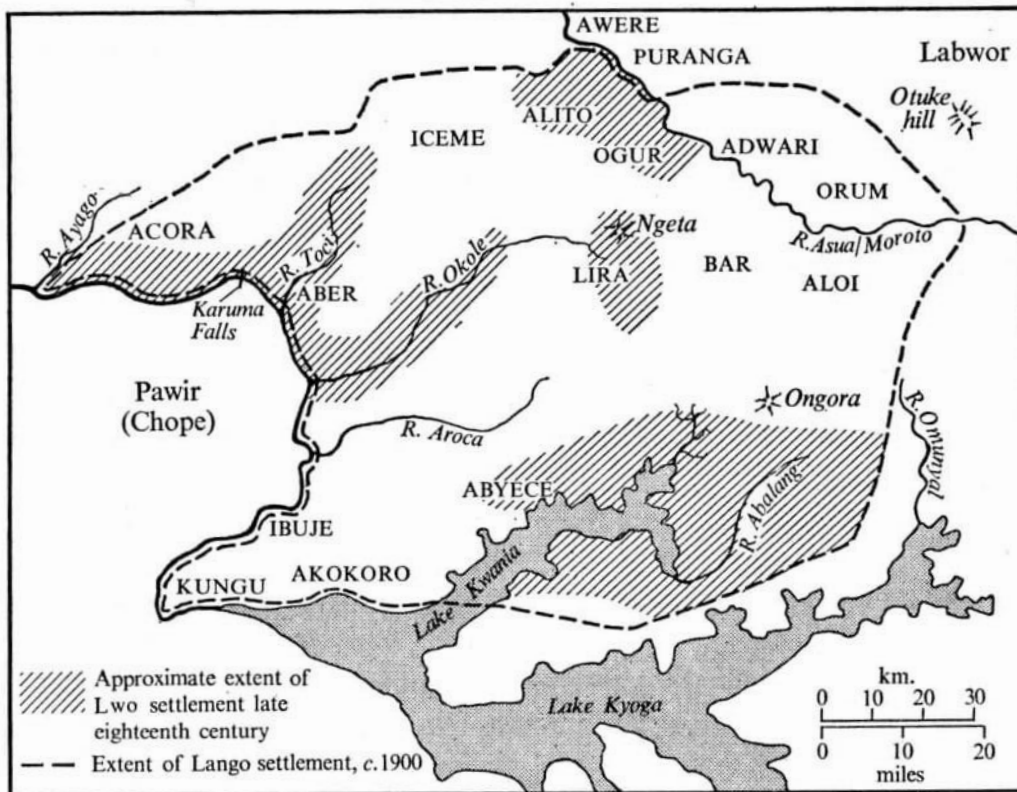 AWERE
PURANGA
Labwor
Otuke
hill
ALITO
ICEME
OGUR
ADWARI
ORUM
R. Ayago
ACORA
R. Toci
Ngeta
R. Asua/Moroto
R. Okole
LIRA
BAR
ALOI
ABER
Karuma
Falls
Pawir
(Chope)
Ongora
R. Omunyal
R. Aroca
ABYECE
R. Abalang
IBUJE
KUNGU
AKOKORO
Lake Kwania
Lake Kyoga
Approximate extent of
Lwo settlement late
eighteenth century
Extent of Lango settlement, c.1900
km.
0 10 20 30
0 10 20
miles